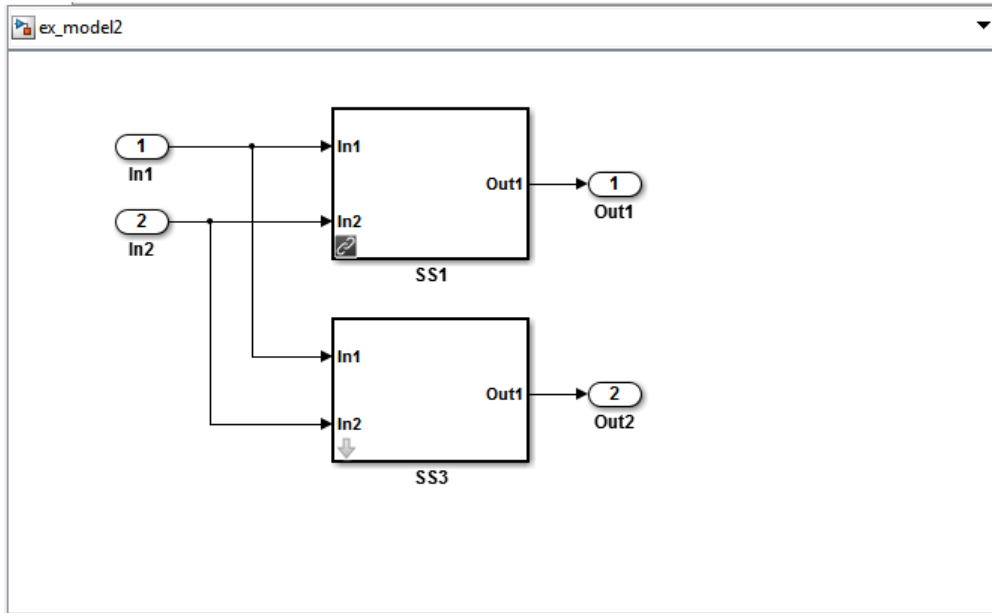 ex_model2
1
In1
In1
Out1
1
Out1
2
In2
In2
SS1
In1
Out1
2
Out2
In2
SS3